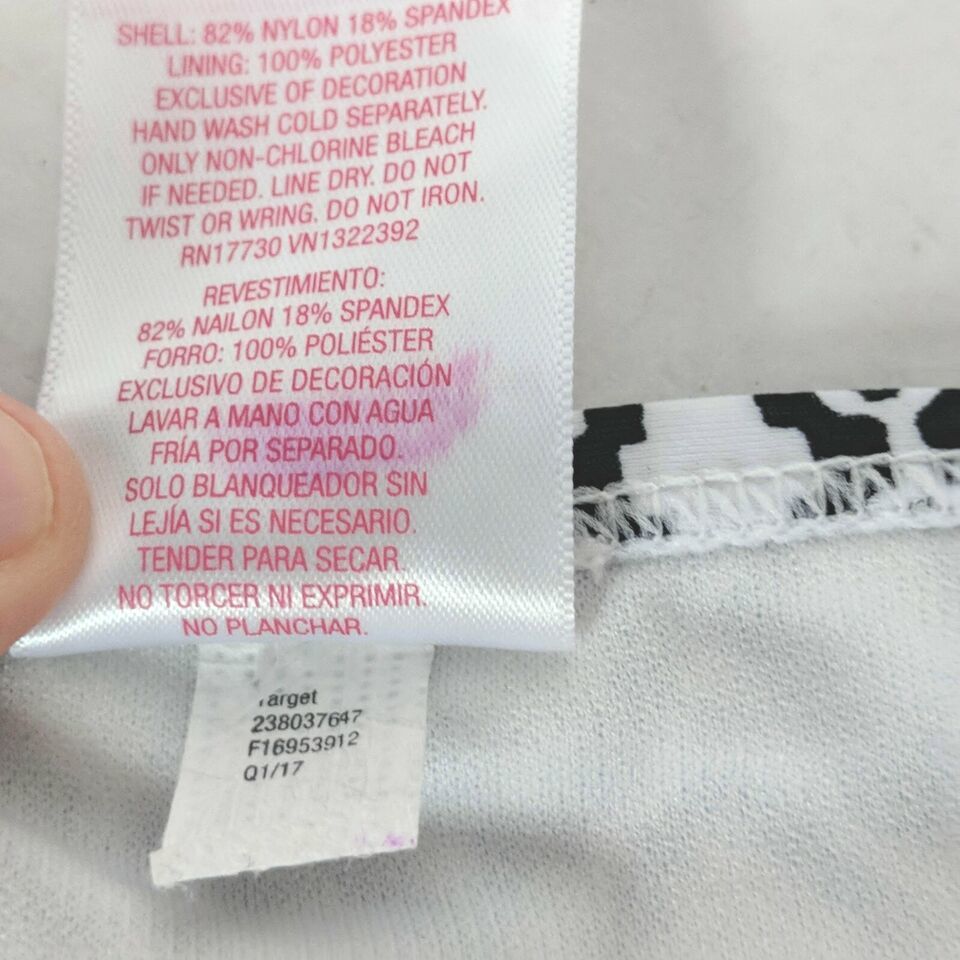 SHELL: 82% NYLON 18% SPANDEX
LINING: 100% POLYESTER
EXCLUSIVE OF DECORATION
HAND WASH COLD SEPARATELY.
ONLY NON-CHLORINE BLEACH
IF NEEDED. LINE DRY. DO NOT
TWIST OR WRING. DO NOT IRON.
RN17730 VN1322392
REVESTIMIENTO:
82% NAILON 18% SPANDEX
FORRO: 100% POLIÉSTER
EXCLUSIVO DE DECORACIÓN
LAVAR A MANO CON AGUA
FRÍA POR SEPARADO.
SOLO BLANQUEADOR SIN
LEJÍA SI ES NECESARIO.
TENDER PARA SECAR.
NO TORCER NI EXPRIMIR.
NO PLANCHAR.
Target
238037647
F16953912
Q1/17